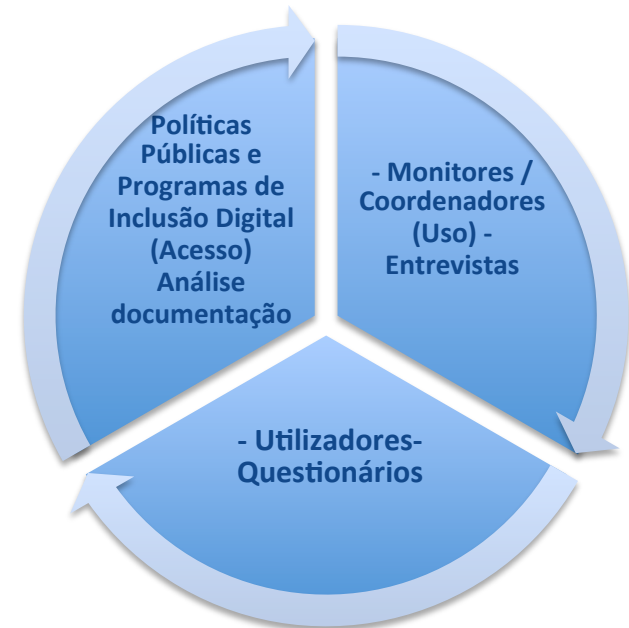 Políticas
Públicas e
Programas de
Inclusão Digital
(Acesso)
Análise
documentação
- Monitores /
Coordenadores
(Uso) -
Entrevistas
- Utilizadores-
Questionários